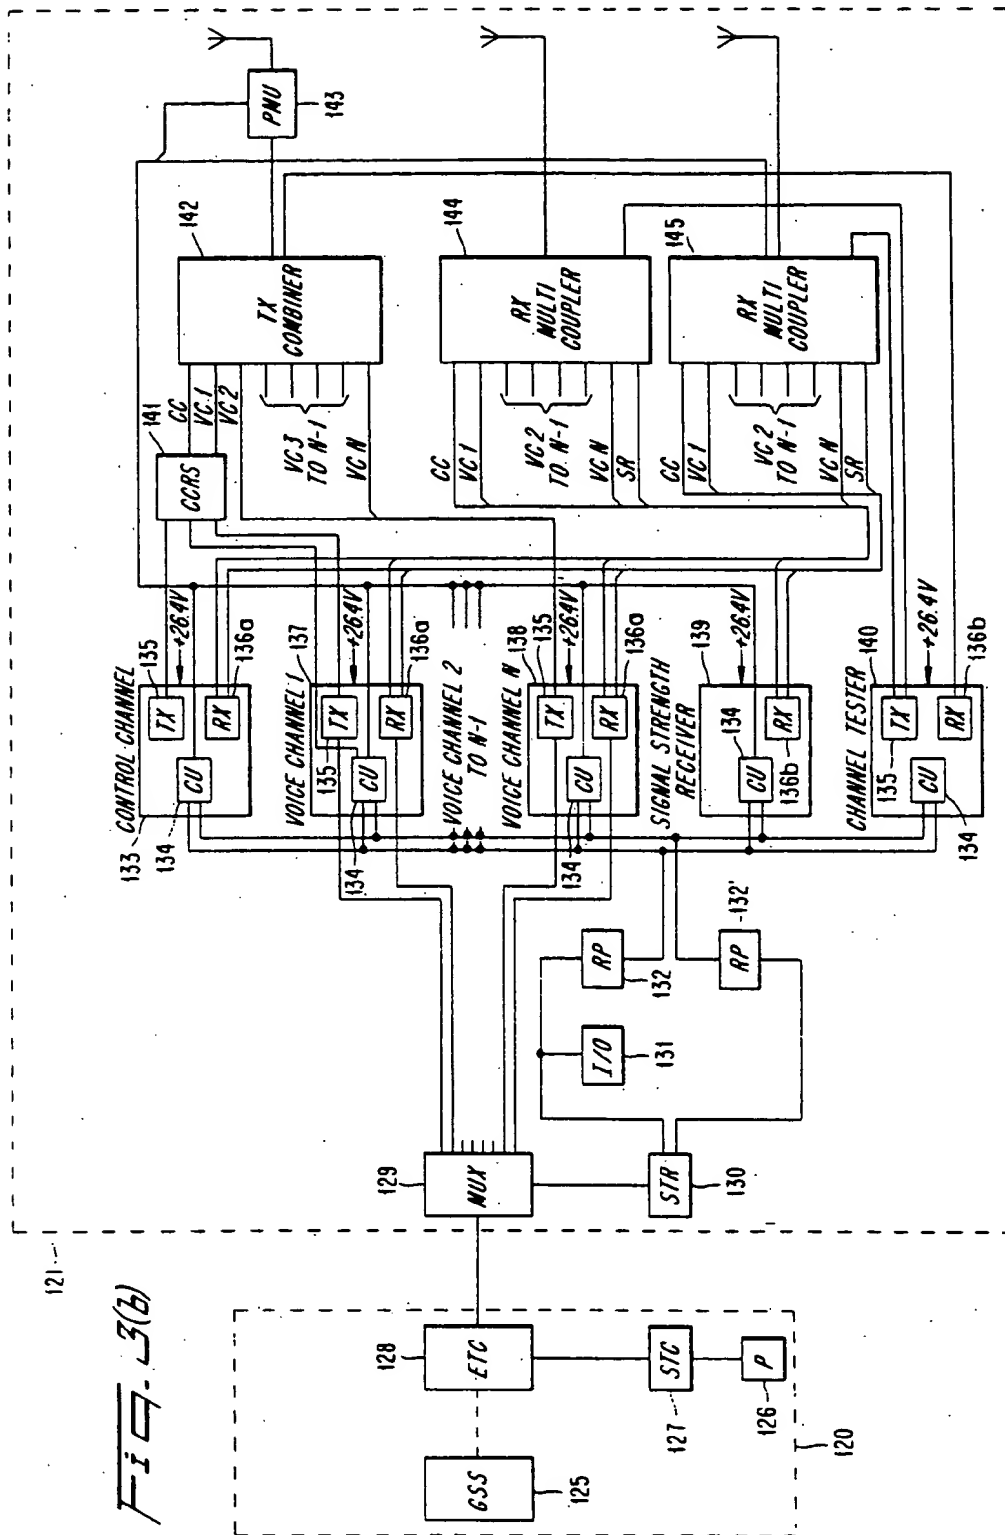 Fig. 3(b)
121
120
GSS
125
ETC
128
STC
127
P
126
MUX
129
STR
130
I/O
131
RP
132
RP
132'
CONTROL CHANNEL
133
CU
134
TX
135
RX
136a
+26.4V
VOICE CHANNEL 1
137
CU
134
TX
135
RX
136a
+26.4V
VOICE CHANNEL 2
TO N-1
VOICE CHANNEL N
138
CU
134
TX
135
RX
136a
+26.4V
SIGNAL STRENGTH
RECEIVER
139
CU
134
RX
136b
+26.4V
CHANNEL TESTER
140
CU
134
TX
135
RX
136b
+26.4V
CCRS
141
CC
VC1
VC2
VC3
TO N-1
VC N
TX
COMBINER
142
CC
VC1
VC2
TO N-1
VC N
SR
RX
MULTI
COUPLER
144
CC
VC1
VC2
TO N-1
VC N
SR
RX
MULTI
COUPLER
145
PMU
143